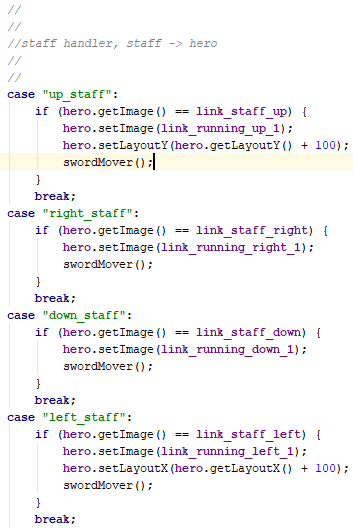 //
//
//staff handler, staff -> hero
//
//
case "up_staff":
    if (hero.getImage() == link_staff_up) {
        hero.setImage(link_running_up_1);
        hero.setLayoutY(hero.getLayoutY() + 100);
        swordMover();
    }
    break;
case "right_staff":
    if (hero.getImage() == link_staff_right) {
        hero.setImage(link_running_right_1);
        swordMover();
    }
    break;
case "down_staff":
    if (hero.getImage() == link_staff_down) {
        hero.setImage(link_running_down_1);
        swordMover();
    }
    break;
case "left_staff":
    if (hero.getImage() == link_staff_left) {
        hero.setImage(link_running_left_1);
        hero.setLayoutX(hero.getLayoutX() + 100);
        swordMover();
    }
    break;